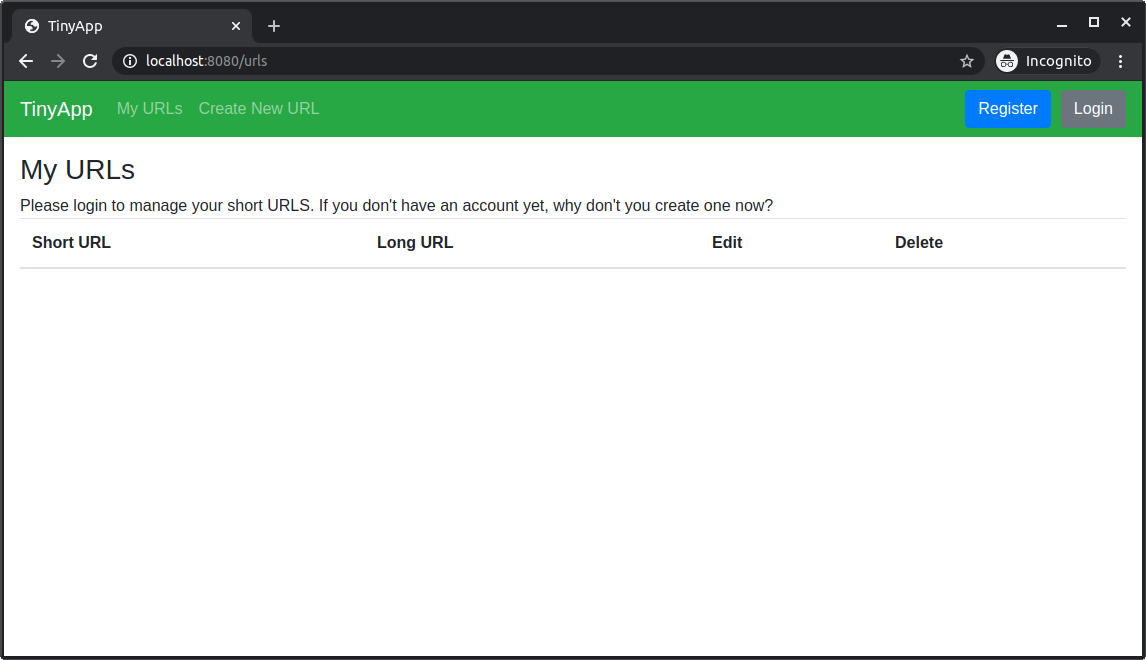 TinyApp
localhost:8080/urls
Incognito
TinyApp My URLs Create New URL Register Login
My URLs
Please login to manage your short URLS. If you don't have an account yet, why don't you create one now?
Short URL Long URL Edit Delete